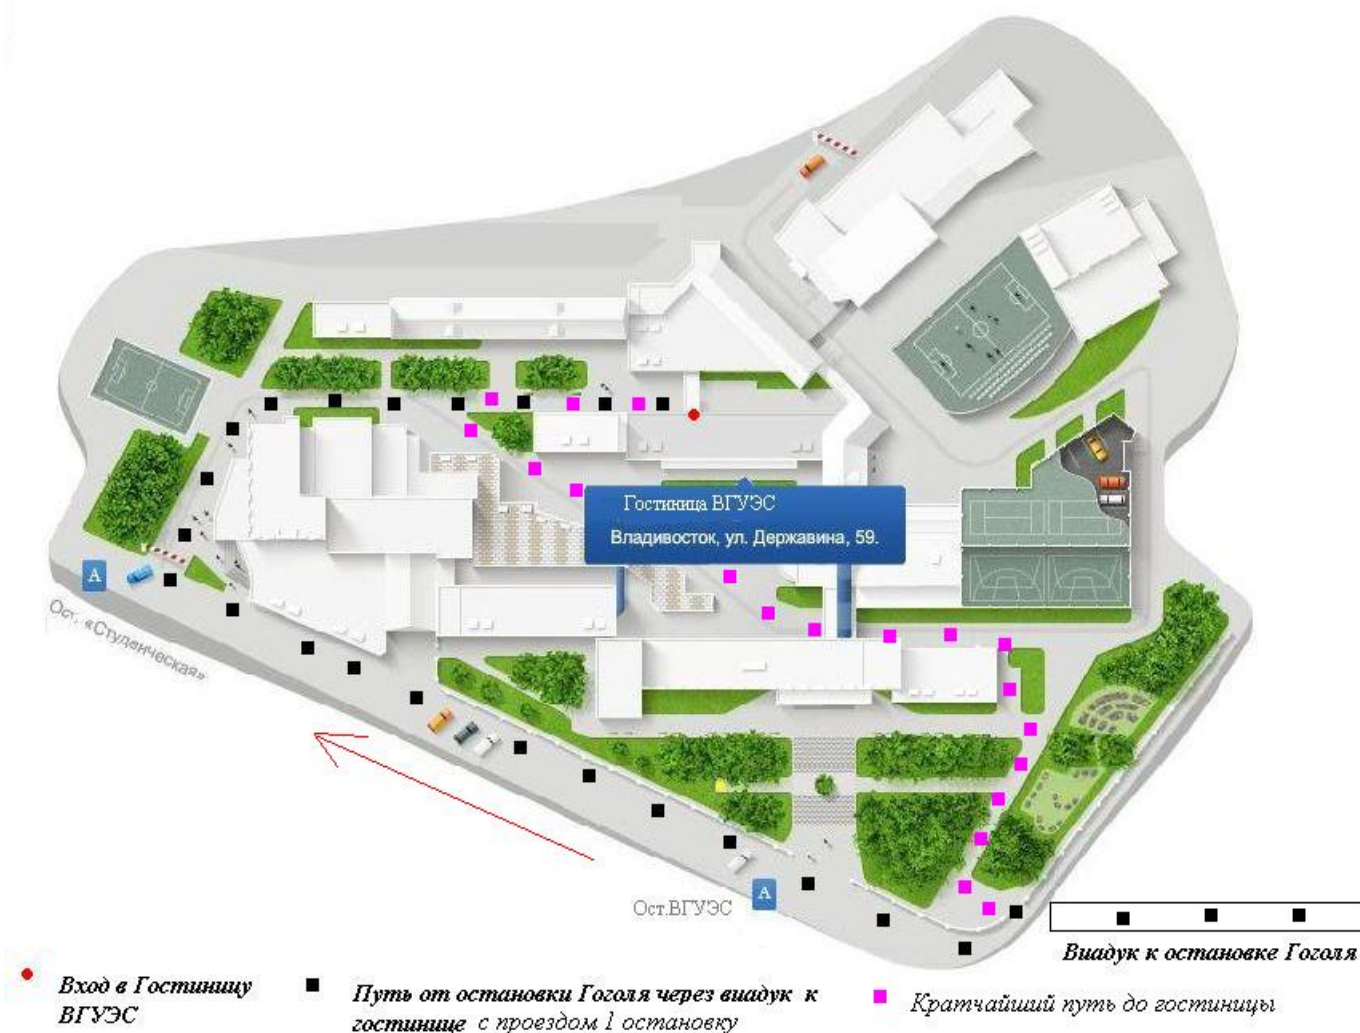 Гостиница ВГУЭС
Владивосток, ул. Державина, 59.
А
Ост. «Студенческая»
Ост.ВГУЭС
А
Виадук к остановке Гоголя
Вход в Гостиницу
ВГУЭС
Путь от остановки Гоголя через виадук к
гостинице с проездом 1 остановку
Кратчайший путь до гостиницы